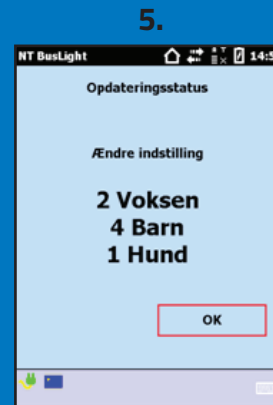 5.
NT BusLight
14:5
Opdateringsstatus
Ændre indstilling
2 Voksen
4 Barn
1 Hund
OK